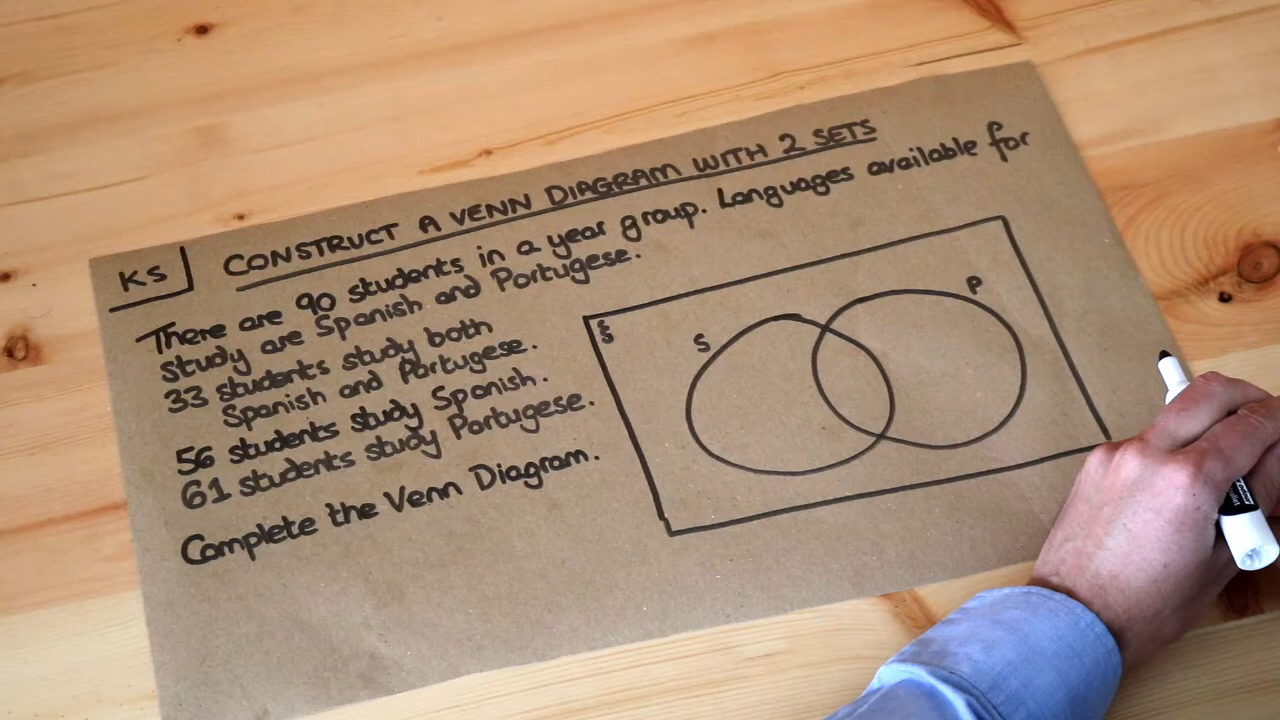 KS
CONSTRUCT A VENN DIAGRAM WITH 2 SETS
There are 90 students in a year group. Languages available for
study are Spanish and Portugese.
33 students study both
Spanish and Portugese.
56 students study Spanish.
61 students study Portugese.
Complete the Venn Diagram.
ξ
S
P